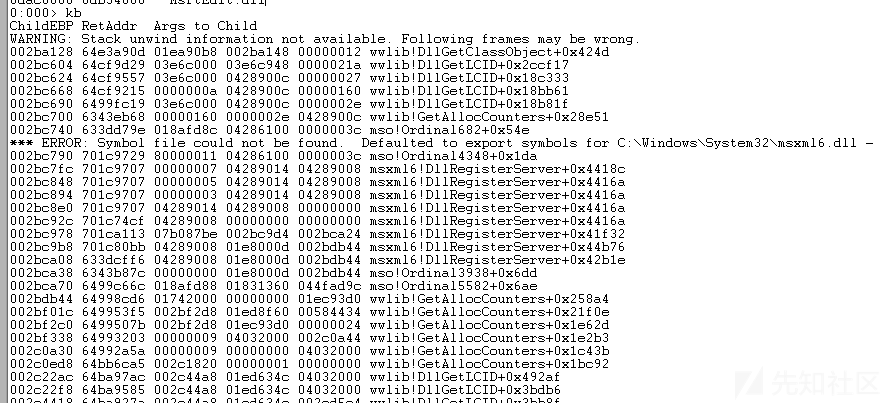 0:000> kb
ChildEBP RetAddr  Args to Child
WARNING: Stack unwind information not available. Following frames may be wrong.
002ba128 64e3a90d 01ea90b8 002ba148 00000012 wwlib!DllGetClassObject+0x424d
002bc604 64cf9d29 03e6c000 03e6c948 0000021a wwlib!DllGetLCID+0x2ccf17
002bc624 64cf9557 03e6c000 0428900c 00000027 wwlib!DllGetLCID+0x18c333
002bc668 64cf9215 0000000a 0428900c 00000160 wwlib!DllGetLCID+0x18bb61
002bc690 6499fc19 03e6c000 0428900c 0000002e wwlib!DllGetLCID+0x18b81f
002bc700 6343eb68 00000160 0000002e 0428900c wwlib!GetAllocCounters+0x28e51
002bc740 633dd79e 018afd8c 04286100 0000003c mso!Ordinal682+0x54e
*** ERROR: Symbol file could not be found.  Defaulted to export symbols for C:\Windows\System32\msxml6.dll -
002bc790 701c9729 80000011 04286100 0000003c mso!Ordinal4348+0x1da
002bc7fc 701c9707 00000007 04289014 04289008 msxml6!DllRegisterServer+0x4418c
002bc848 701c9707 00000005 04289014 04289008 msxml6!DllRegisterServer+0x4416a
002bc894 701c9707 00000003 04289014 04289008 msxml6!DllRegisterServer+0x4416a
002bc8e0 701c9707 04289014 04289008 00000000 msxml6!DllRegisterServer+0x4416a
002bc92c 701c74cf 04289008 00000000 00000000 msxml6!DllRegisterServer+0x4416a
002bc978 701ca113 07b087be 002bc9d4 002bca24 msxml6!DllRegisterServer+0x41f32
002bc9b8 701c80bb 04289008 01e8000d 002bdb44 msxml6!DllRegisterServer+0x44b76
002bca08 633dcff6 04289008 01e8000d 002bdb44 msxml6!DllRegisterServer+0x42b1e
002bca38 6343b87c 00000000 01e8000d 002bdb44 mso!Ordinal3938+0x6dd
002bca70 6499c66c 018afd88 01831360 044fad9c mso!Ordinal5582+0x6ae
002bdb44 64998cd6 01742000 00000000 01ec93d0 wwlib!GetAllocCounters+0x258a4
002bf01c 649953f5 002bf2d8 01ed8f60 00584434 wwlib!GetAllocCounters+0x21f0e
002bf2c0 6499507b 002bf2d8 01ec93d0 00000024 wwlib!GetAllocCounters+0x1e62d
002bf338 64993203 00000009 04032000 002c0a44 wwlib!GetAllocCounters+0x1e2b3
002c0a30 64992a5a 00000009 00000000 04032000 wwlib!GetAllocCounters+0x1c43b
002c0ed8 64bb6ca5 002c1820 00000001 00000000 wwlib!GetAllocCounters+0x1bc92
002c22ac 64ba97ac 002c44a8 01ed634c 04032000 wwlib!DllGetLCID+0x492af
002c22f8 64ba9585 002c44a8 01ed634c 04032000 wwlib!DllGetLCID+0x3bdb6
先知社区